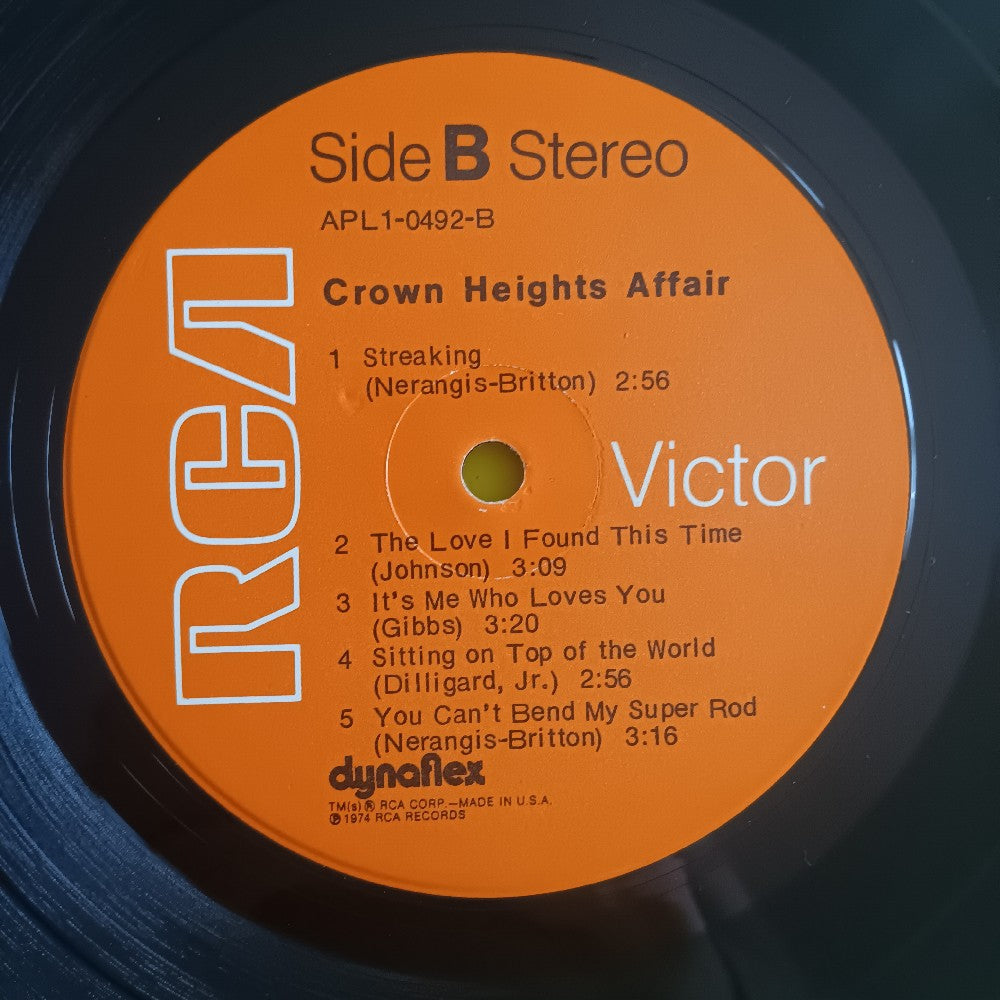 Side B Stereo
APL1-0492-B
Crown Heights Affair
RCA
1 Streaking
(Nerangis-Britton) 2:56
Victor
2 The Love I Found This Time
(Johnson) 3:09
3 It's Me Who Loves You
(Gibbs) 3:20
4 Sitting on Top of the World
(Dilligard, Jr.) 2:56
5 You Can't Bend My Super Rod
(Nerangis-Britton) 3:16
dynaflex
TM(s) ® RCA CORP.—MADE IN U.S.A.
℗ 1974 RCA RECORDS